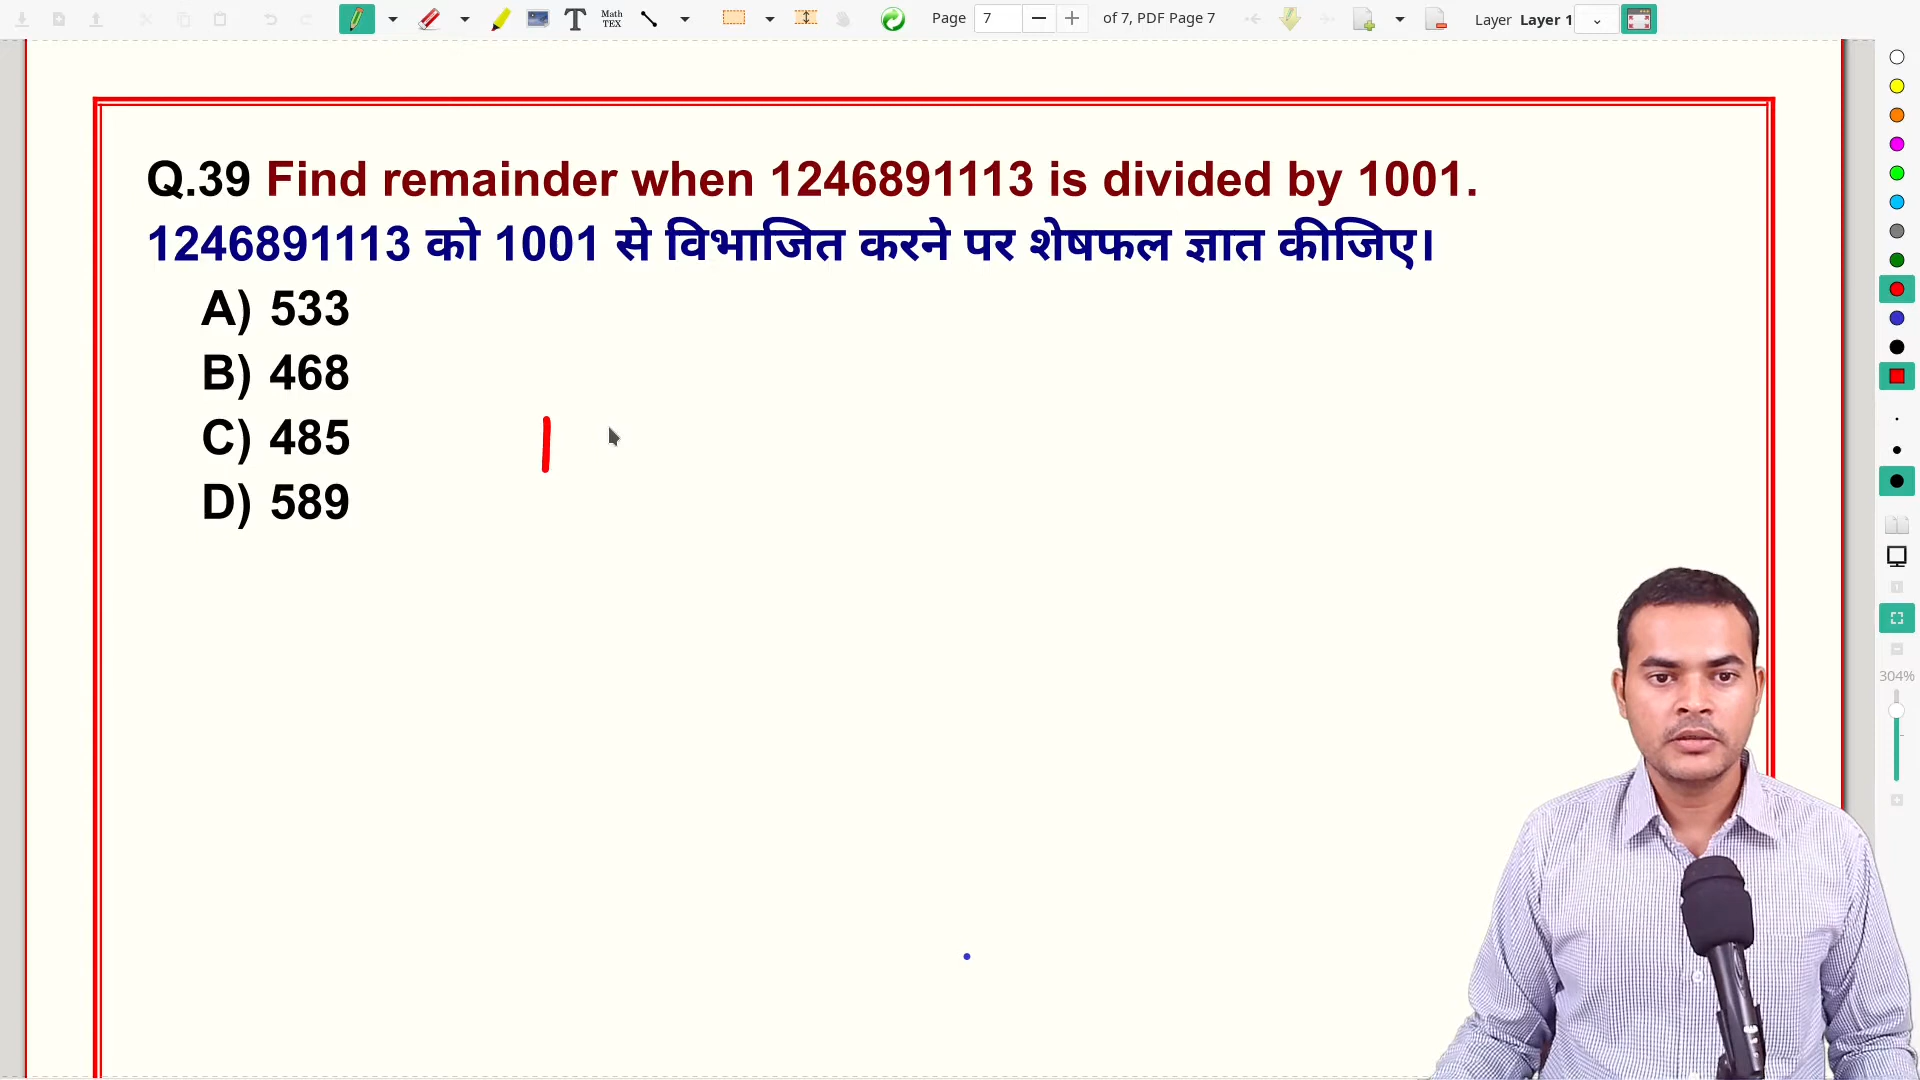 Math
TEX
Page 7 of 7, PDF Page 7
Layer Layer 1
Q.39 Find remainder when 1246891113 is divided by 1001.
1246891113 को 1001 से विभाजित करने पर शेषफल ज्ञात कीजिए।
A) 533
B) 468
C) 485
D) 589
304%